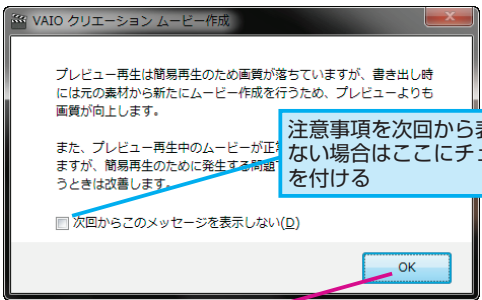 VAIO クリエーション ムービー作成
プレビュー再生は簡易再生のため画質が落ちていますが、書き出し時
には元の素材から新たにムービー作成を行うため、プレビューよりも
画質が向上します。
また、プレビュー再生中のムービーが正
ますが、簡易再生のために発生する問題
うときは改善します。
注意事項を次回から表
ない場合はここにチェ
を付ける
次回からこのメッセージを表示しない(D)
OK